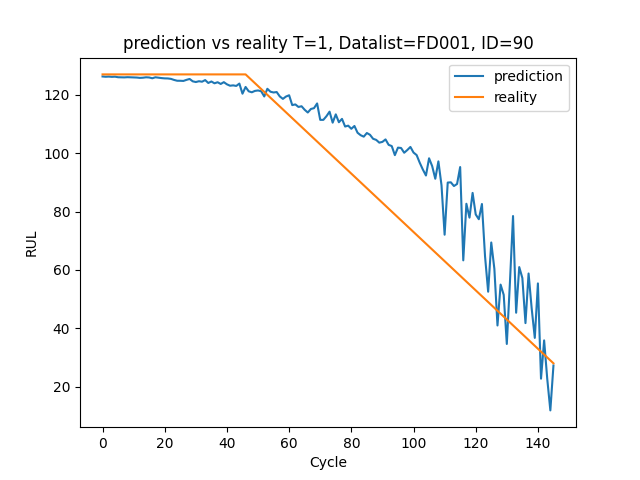 prediction vs reality T=1, Datalist=FD001, ID=90
prediction
reality
RUL
120
100
80
60
40
20
0 20 40 60 80 100 120 140
Cycle